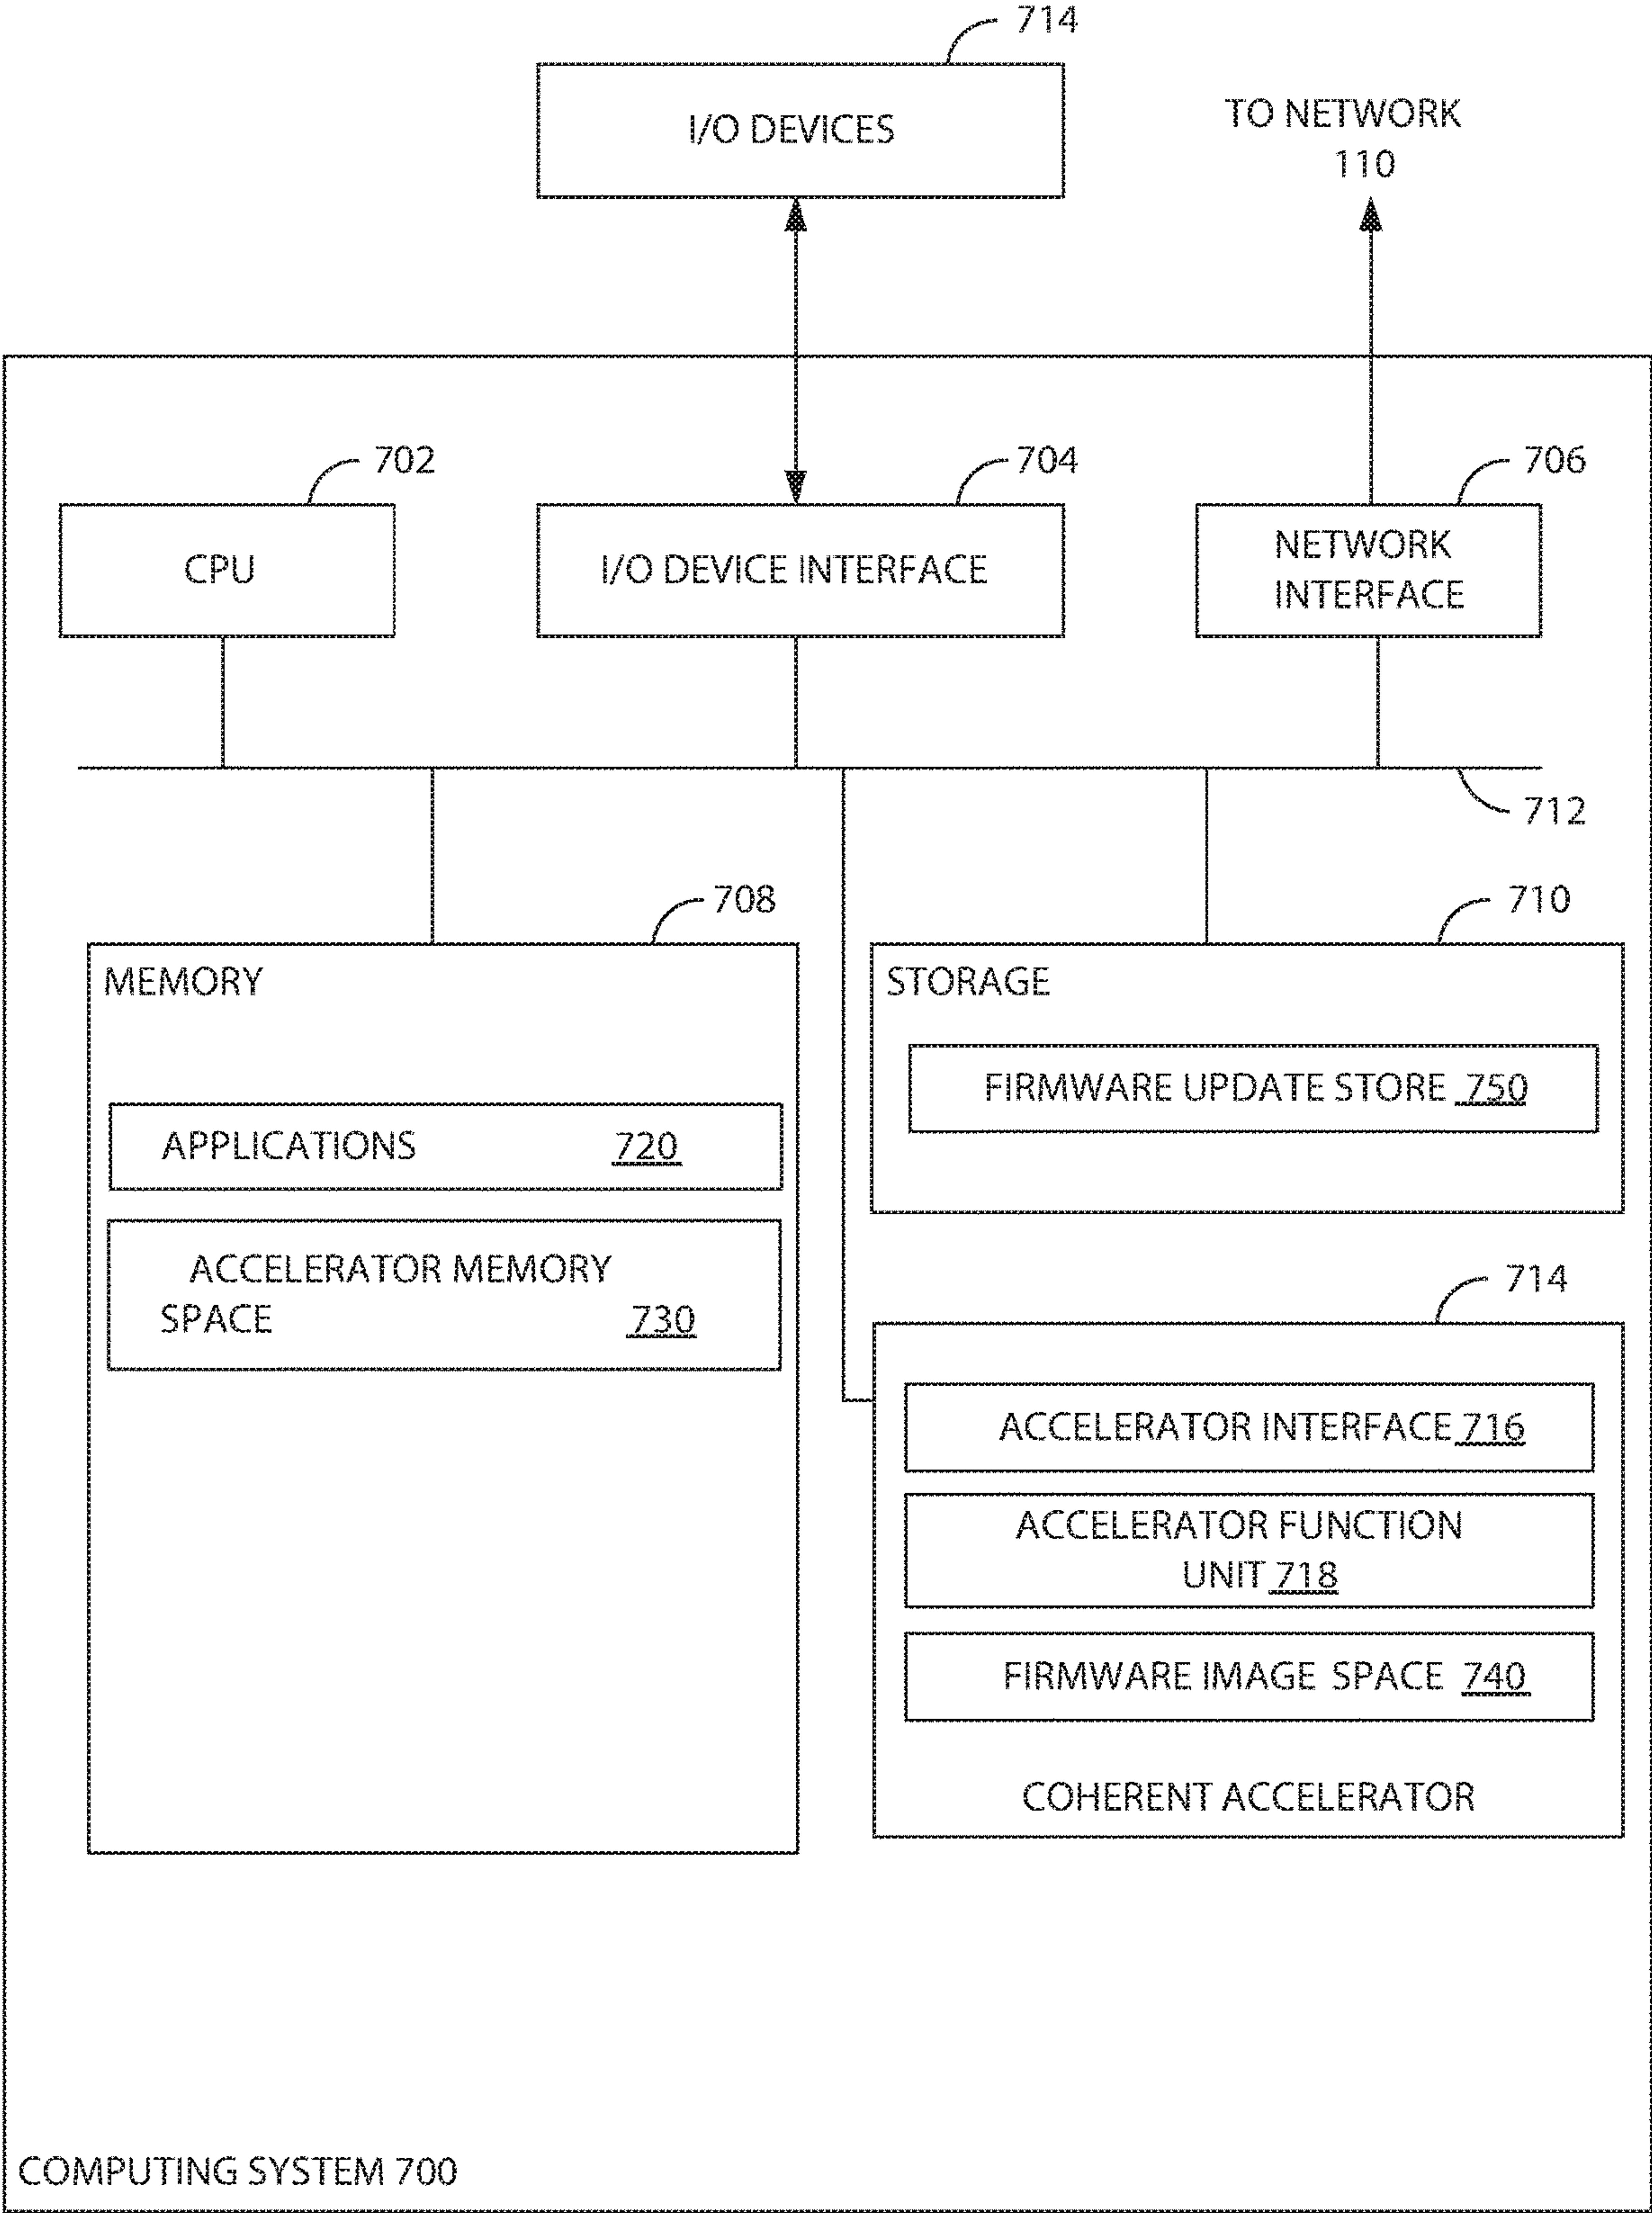 714
I/O DEVICES
TO NETWORK
110
702
704
706
CPU
I/O DEVICE INTERFACE
NETWORK
INTERFACE
712
708
710
MEMORY
STORAGE
FIRMWARE UPDATE STORE 750
APPLICATIONS 720
ACCELERATOR MEMORY
SPACE 730
714
ACCELERATOR INTERFACE 716
ACCELERATOR FUNCTION
UNIT 718
FIRMWARE IMAGE SPACE 740
COHERENT ACCELERATOR
COMPUTING SYSTEM 700